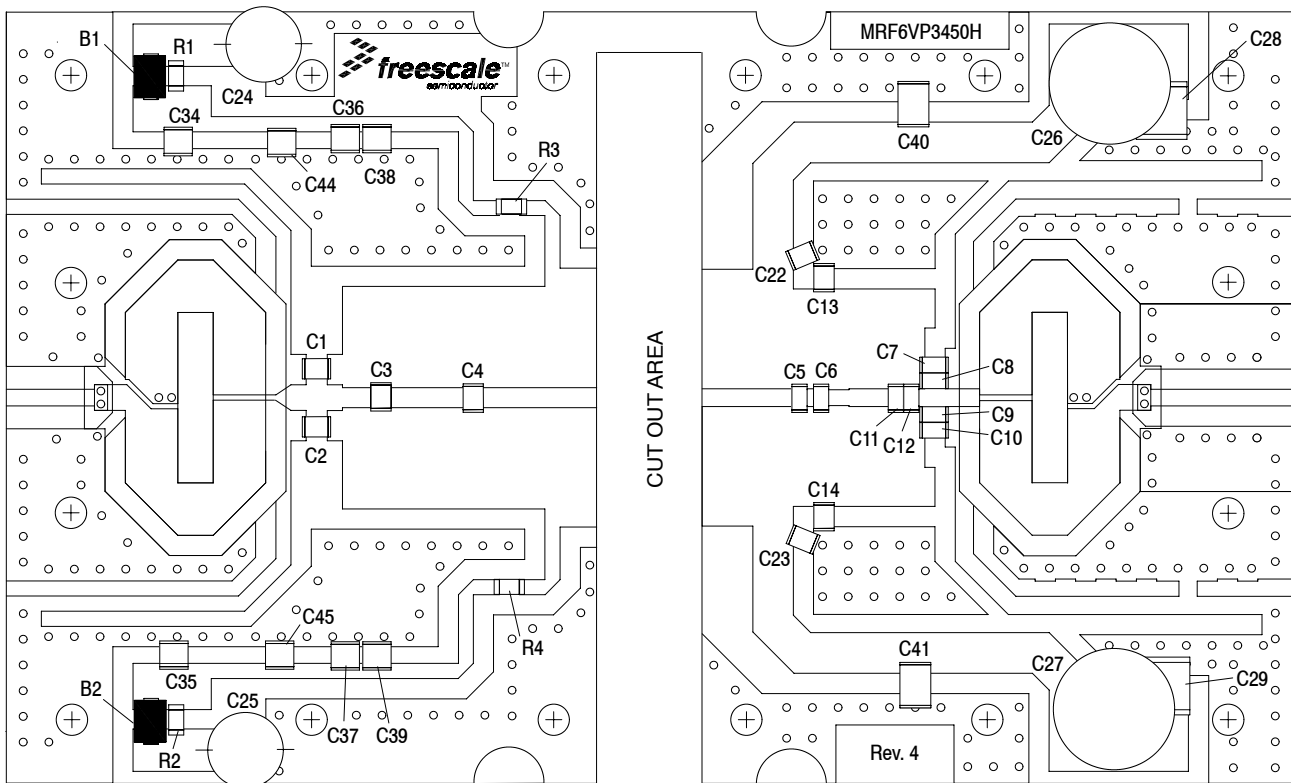 B1
R1
C24
freescale™
semiconductor
MRF6VP3450H
C28
C34
C36
C40
C26
C44
C38
R3
C22
C13
C1
C7
C8
C3
C4
C5
C6
CUT OUT AREA
C2
C11
C12
C9
C10
C14
C23
C45
R4
C35
B2
C25
C37
C39
R2
C41
C27
C29
Rev. 4